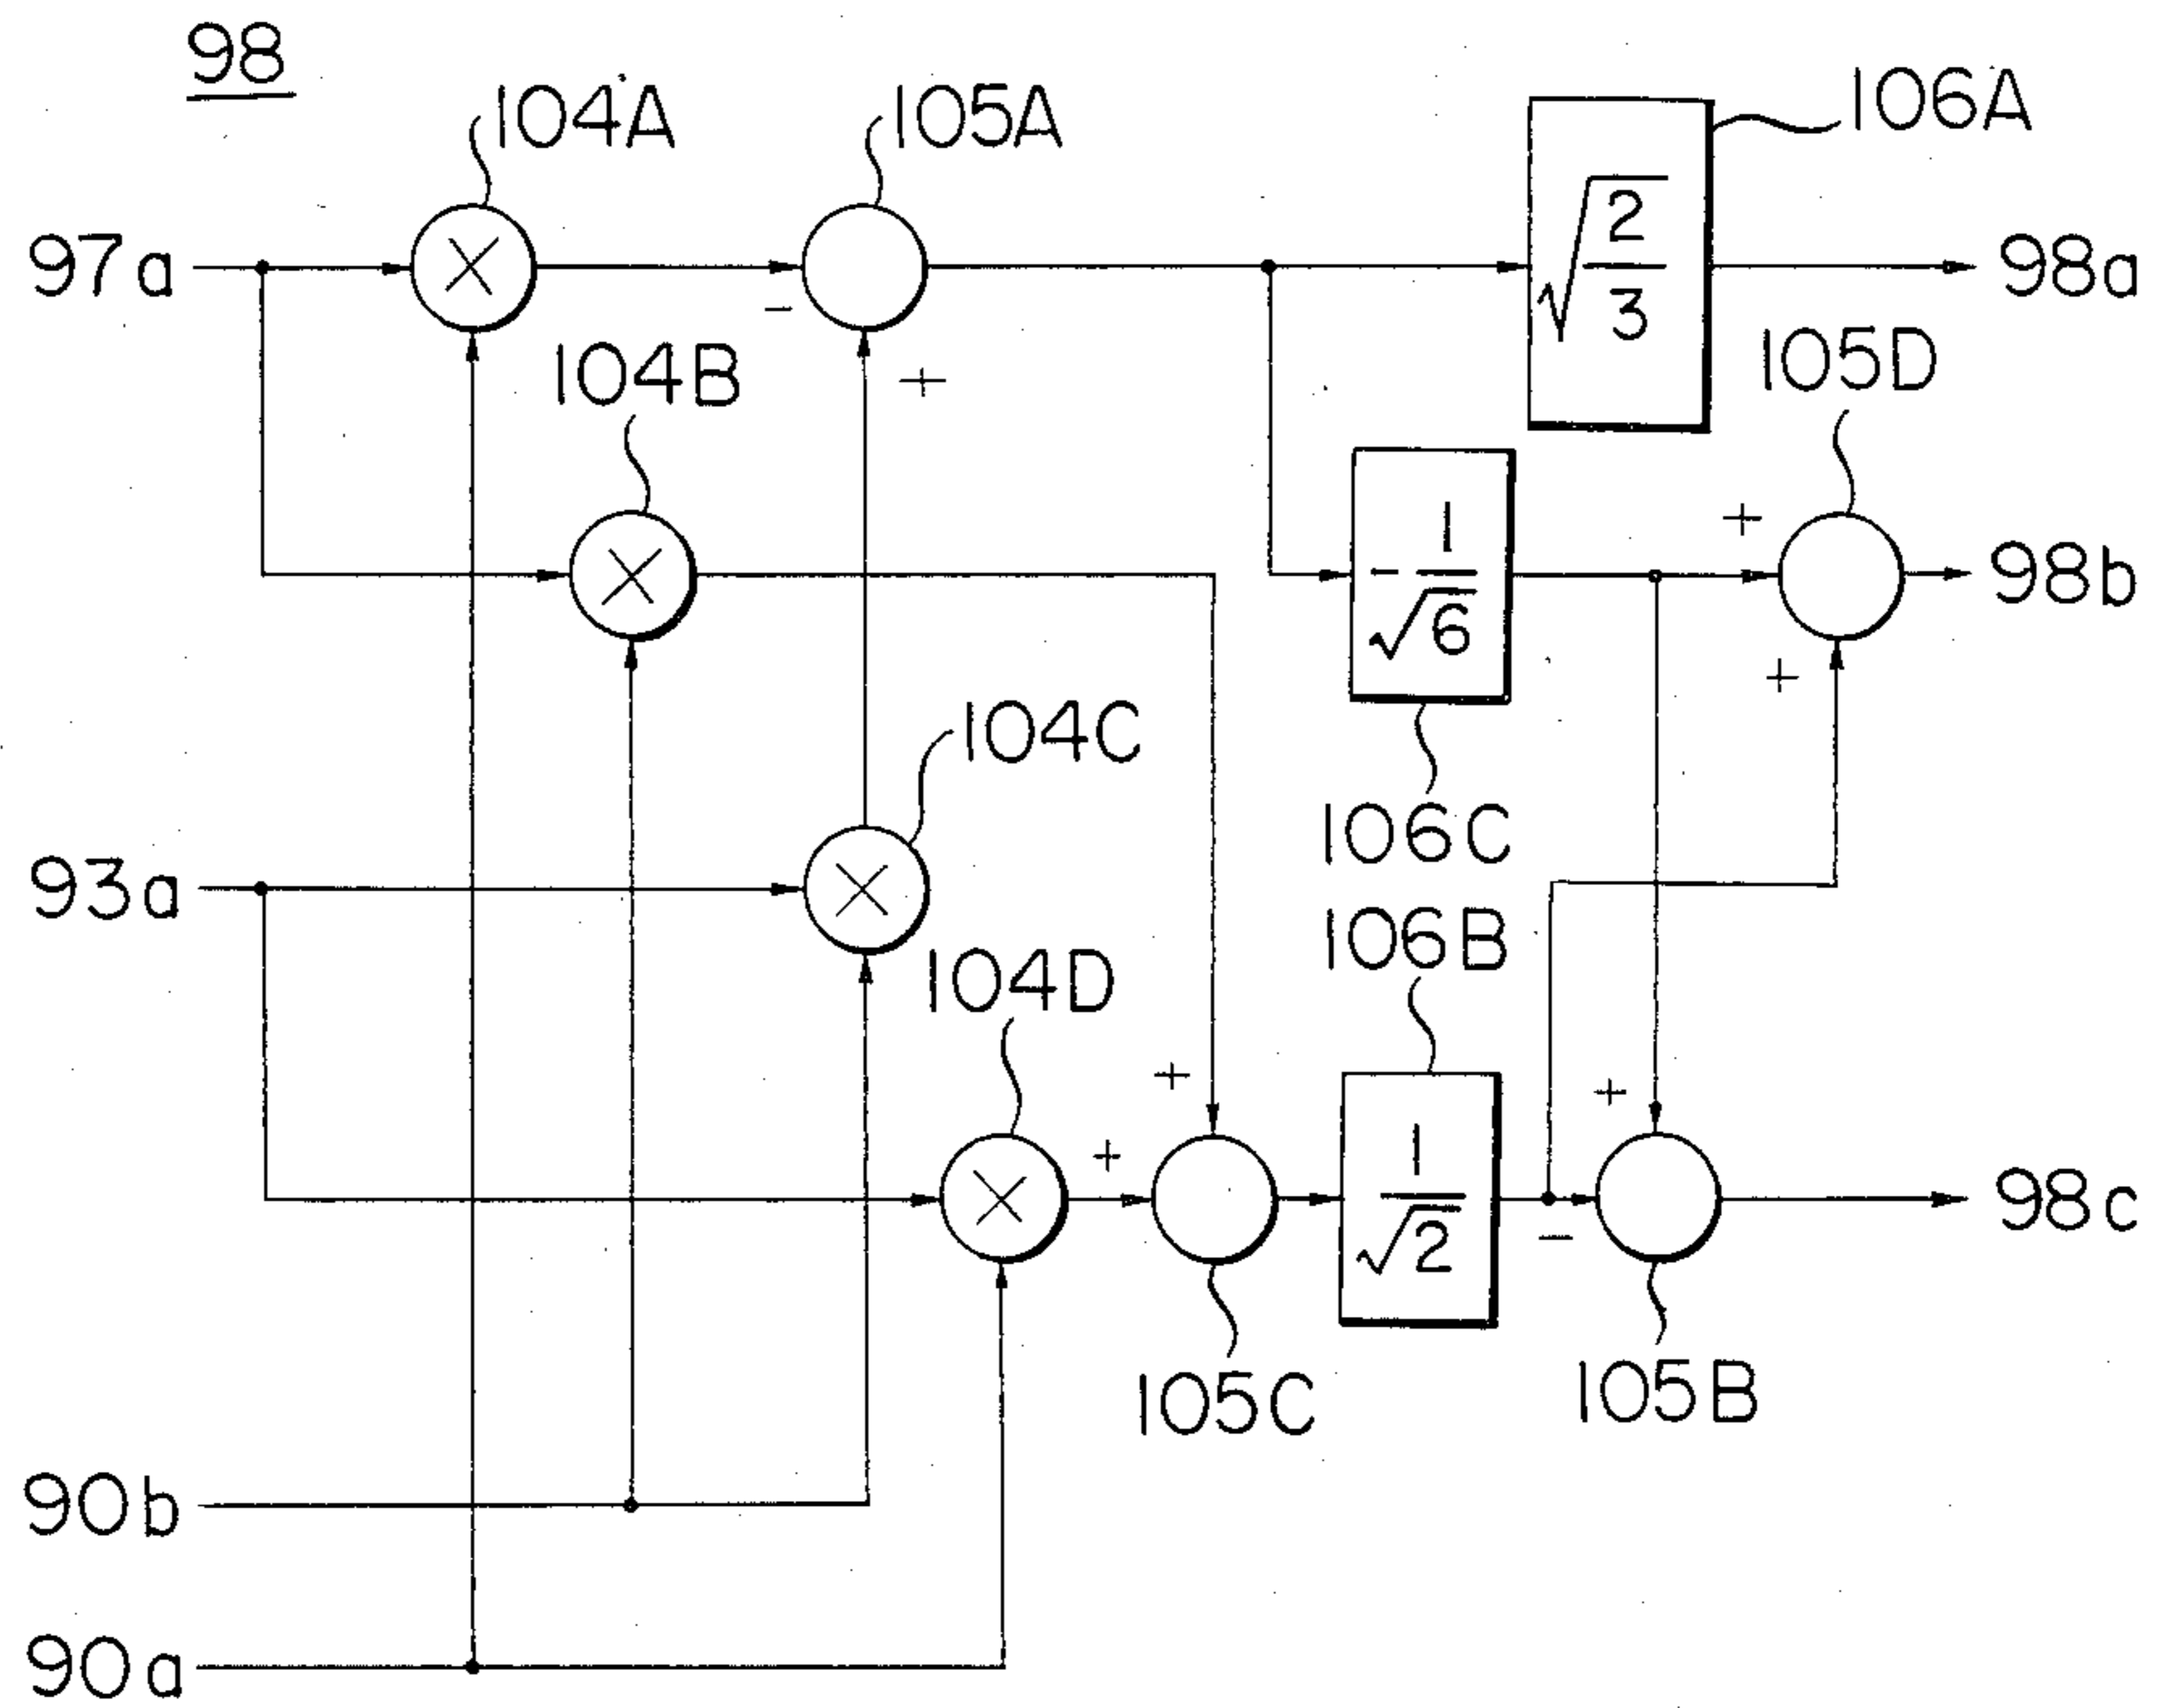 98
104A
105A
106A
97a
×
√2/3
98a
-
+
104B
105D
×
-1/√6
+
98b
+
104C
106C
93a
×
106B
104D
+
+
+
×
1/√2
-
98c
105C
105B
90b
90a